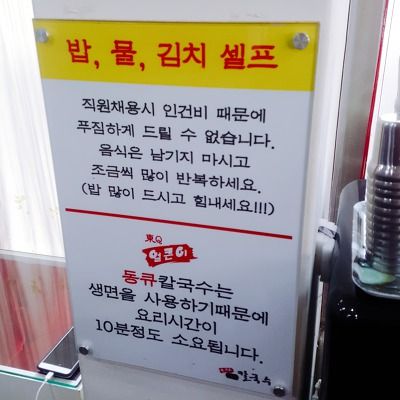 밥, 물, 김치 셀프
직원채용시 인건비 때문에
푸짐하게 드릴 수 없습니다.
음식은 남기지 마시고
조금씩 많이 반복하세요.
(밥 많이 드시고 힘내세요!!!)
東Q
얼큰이
동큐칼국수는
생면을 사용하기때문에
요리시간이
10분정도 소요됩니다.
칼국수